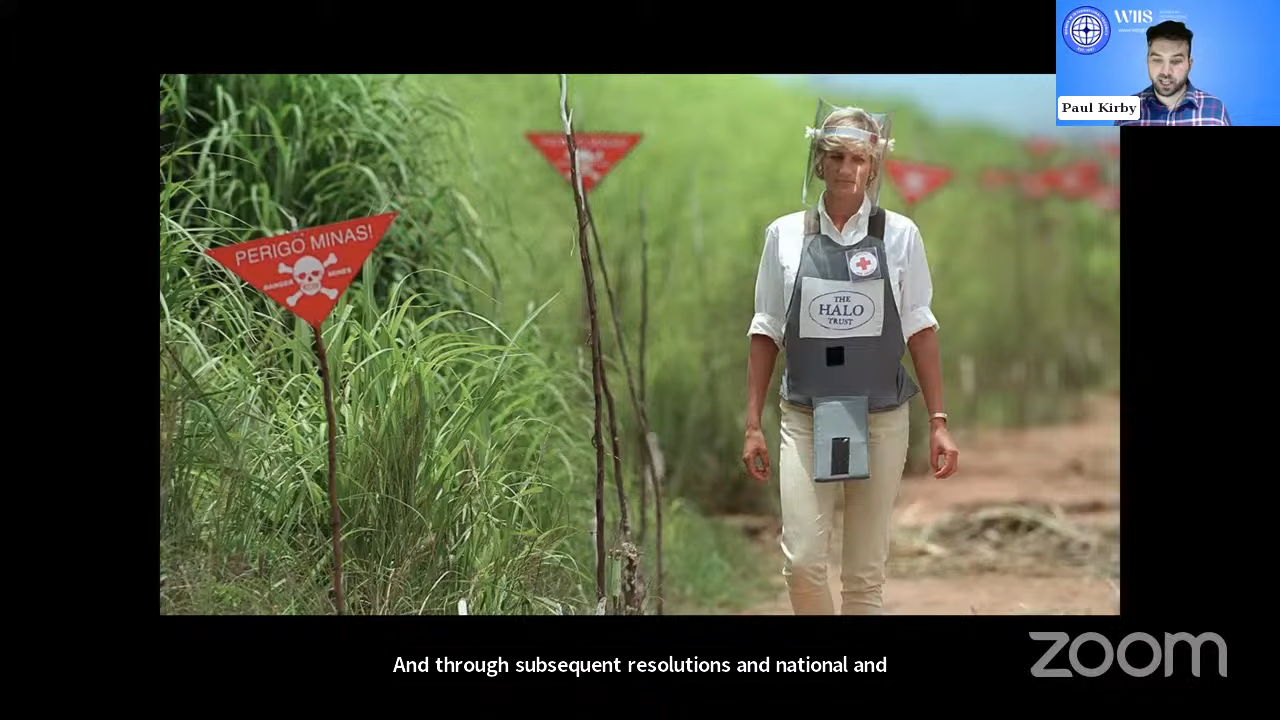 WIIS
Paul Kirby
PERIGO MINAS!
DANGER MINES
THE
HALO
TRUST
And through subsequent resolutions and national and
zoom